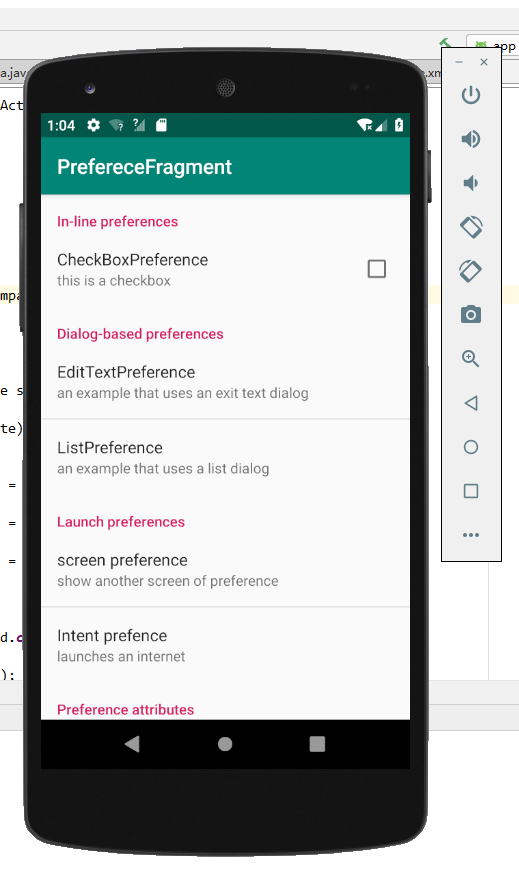 app
a.jav
.xm
Act
1:04
PrefereceFragment
In-line preferences
CheckBoxPreference
this is a checkbox
mpa
Dialog-based preferences
EditTextPreference
an example that uses an exit text dialog
e s
te)
ListPreference
an example that uses a list dialog
=
Launch preferences
=
screen preference
show another screen of preference
=
Intent prefence
launches an internet
d.c
);
Preference attributes